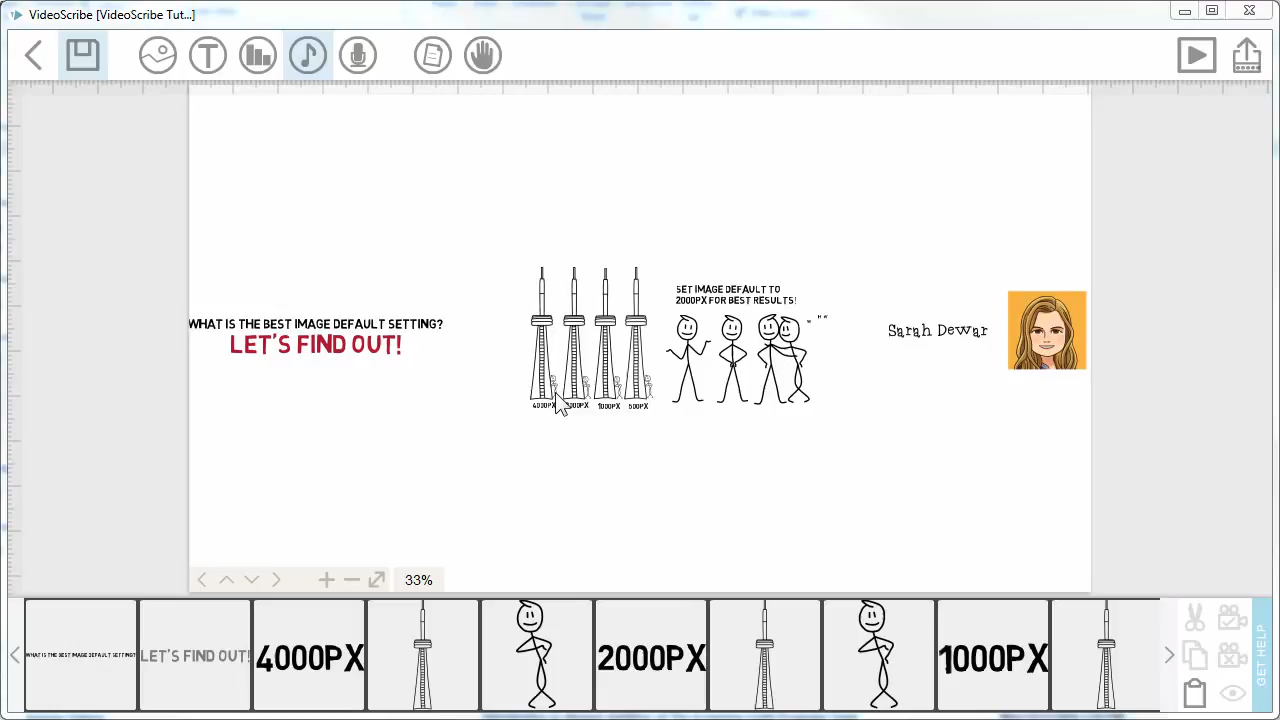 VideoScribe [VideoScribe Tut...]
WHAT IS THE BEST IMAGE DEFAULT SETTING?
LET'S FIND OUT!
4000PX
1000PX
500PX
SET IMAGE DEFAULT TO
2000PX FOR BEST RESULTS!
Sarah Dewar
33%
WHAT IS THE BEST IMAGE DEFAULT SETTING?
LET'S FIND OUT!
4000PX
2000PX
1000PX
GET HELP